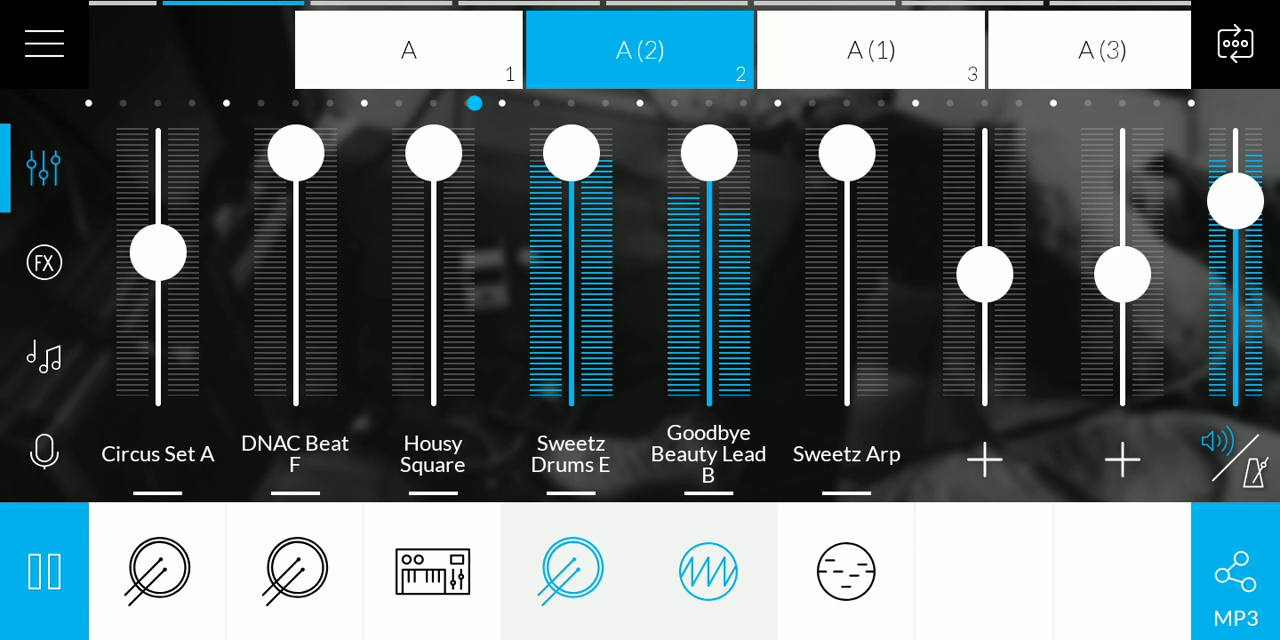 A
1
A (2)
2
A (1)
3
A (3)
FX
Circus Set A
DNAC Beat
F
Housy
Square
Sweetz
Drums E
Goodbye
Beauty Lead
B
Sweetz Arp
MP3